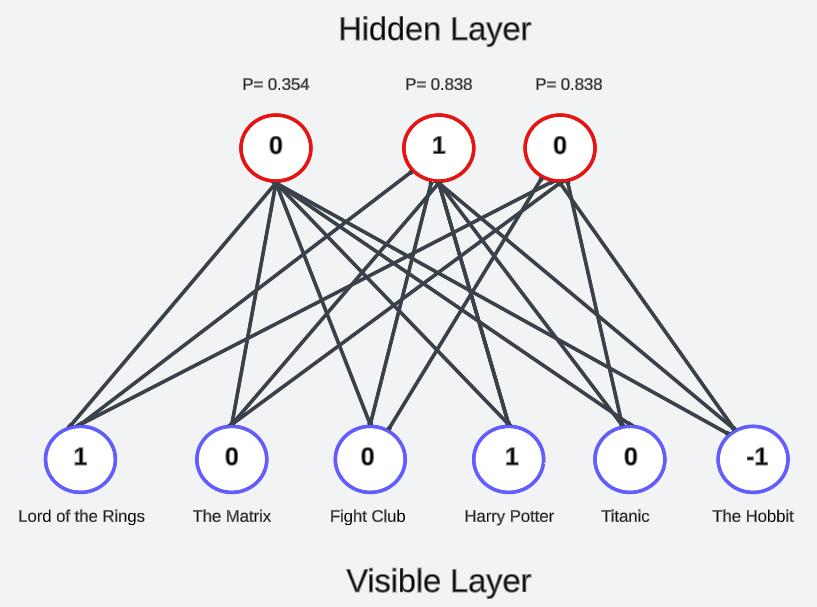 Hidden Layer
P= 0.354 P= 0.838 P= 0.838
0 1 0
1 0 0 1 0 -1
Lord of the Rings The Matrix Fight Club Harry Potter Titanic The Hobbit
Visible Layer